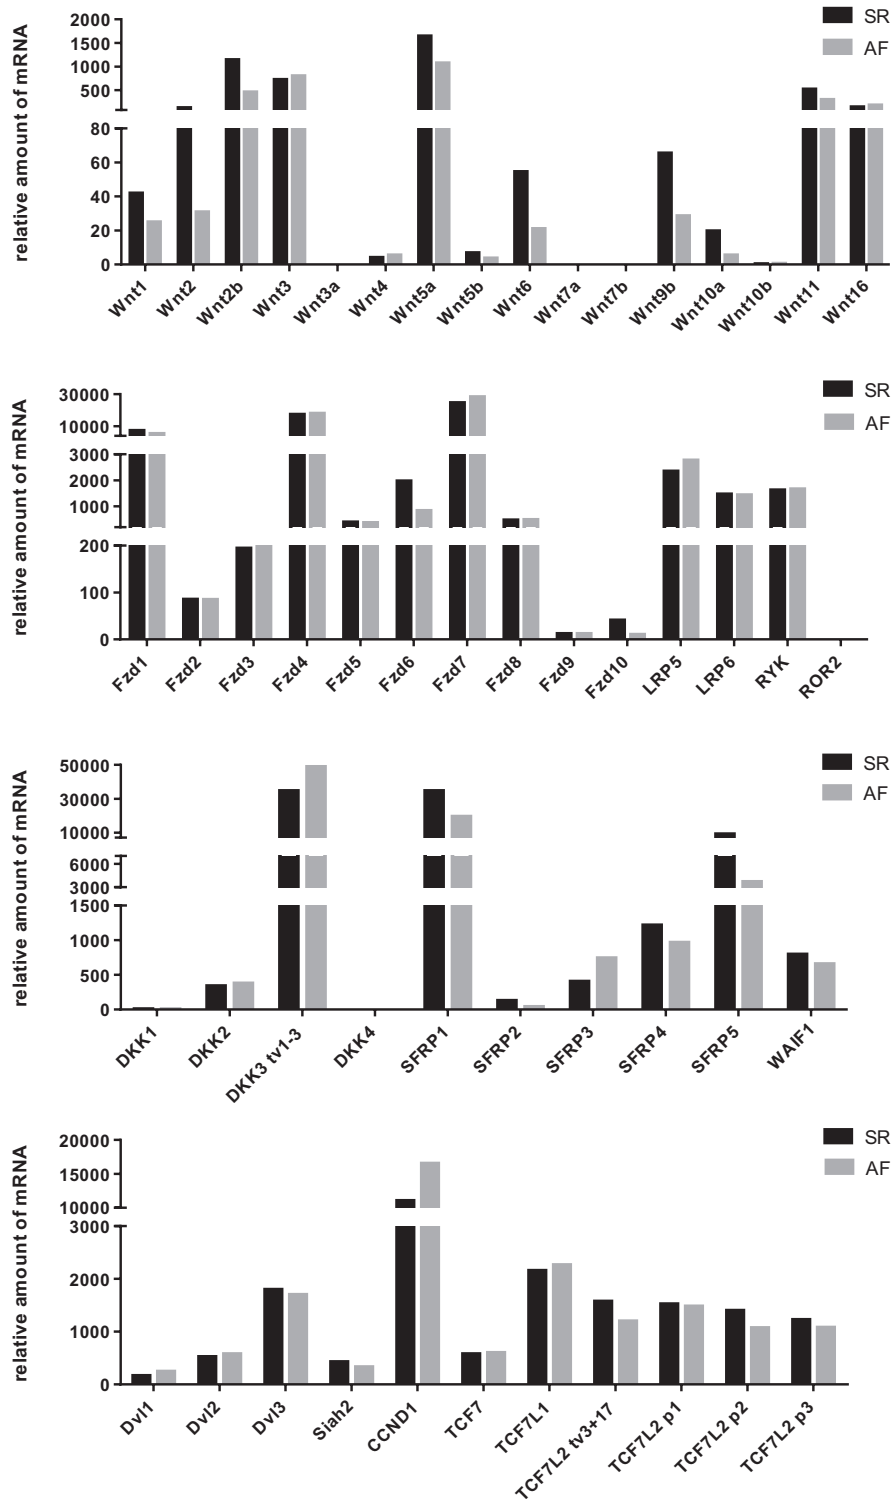 relative amount of mRNA
2000
1500
1000
500
80
60
40
20
0
SR
AF
Wnt1
Wnt2
Wnt2b
Wnt3
Wnt3a
Wnt4
Wnt5a
Wnt5b
Wnt6
Wnt7a
Wnt7b
Wnt9b
Wnt10a
Wnt10b
Wnt11
Wnt16
relative amount of mRNA
30000
10000
3000
2000
1000
200
100
0
SR
AF
Fzd1
Fzd2
Fzd3
Fzd4
Fzd5
Fzd6
Fzd7
Fzd8
Fzd9
Fzd10
LRP5
LRP6
RYK
ROR2
relative amount of mRNA
50000
30000
10000
6000
3000
1500
1000
500
0
SR
AF
DKK1
DKK2
DKK3 tv1-3
DKK4
SFRP1
SFRP2
SFRP3
SFRP4
SFRP5
WAIF1
relative amount of mRNA
20000
15000
10000
3000
2000
1000
0
SR
AF
Dvl1
Dvl2
Dvl3
Siah2
CCND1
TCF7
TCF7L1
TCF7L2 tv3+17
TCF7L2 p1
TCF7L2 p2
TCF7L2 p3